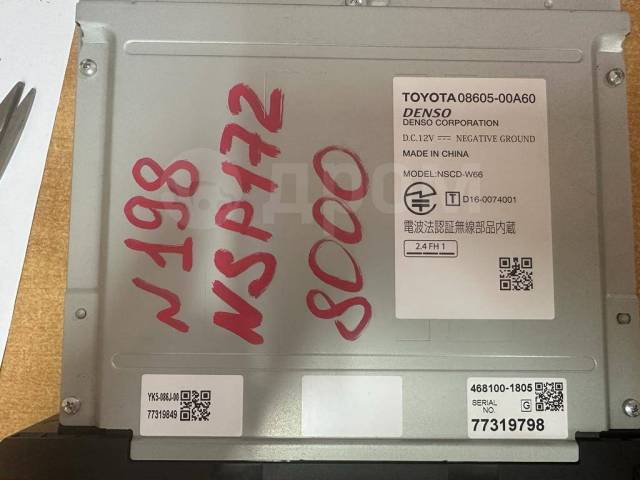 N198
NSP172
8000
TOYOTA 08605-00A60
DENSO
DENSO CORPORATION
D.C.12V NEGATIVE GROUND
MADE IN CHINA
MODEL:NSCD-W66
T D16-0074001
電波法認証無線部品内蔵
2.4 FH 1
ДРОМ
YK5-086J-00
77319849
468100-1805
SERIAL NO. G
77319798